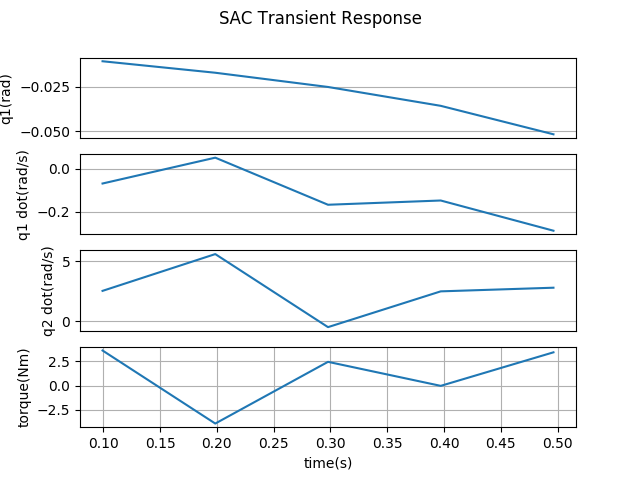 SAC Transient Response
q1(rad)
−0.025
−0.050
q1 dot(rad/s)
0.0
−0.2
q2 dot(rad/s)
5
0
torque(Nm)
2.5
0.0
−2.5
0.10 0.15 0.20 0.25 0.30 0.35 0.40 0.45 0.50
time(s)